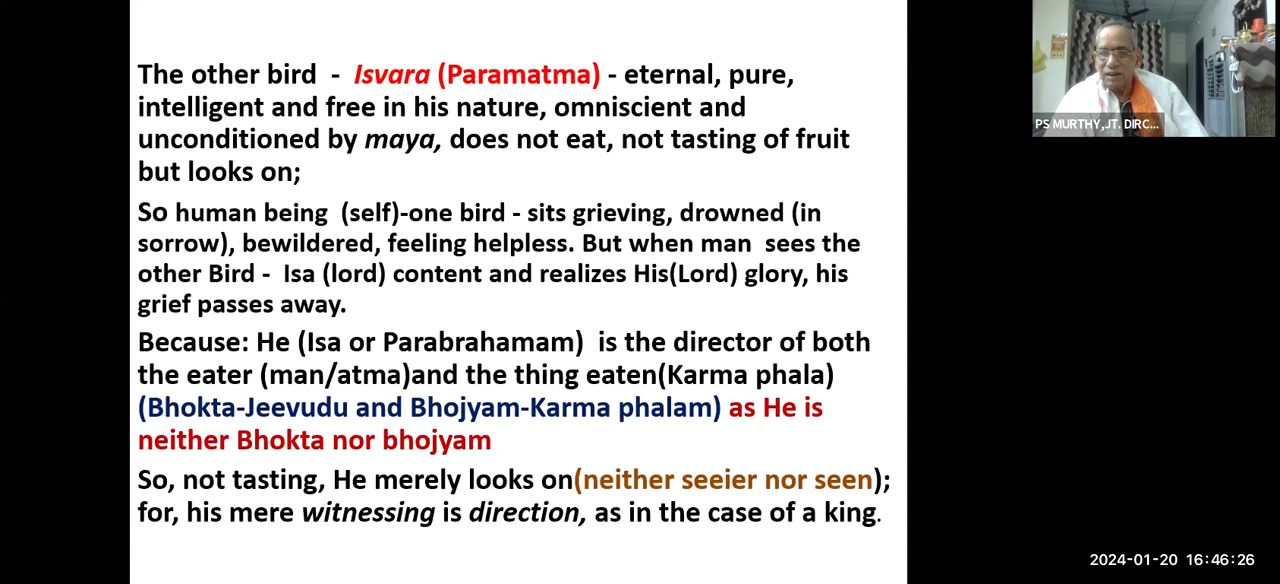 The other bird - Isvara (Paramatma) - eternal, pure,
intelligent and free in his nature, omniscient and
unconditioned by maya, does not eat, not tasting of fruit
but looks on;
So human being (self)-one bird - sits grieving, drowned (in
sorrow), bewildered, feeling helpless. But when man sees the
other Bird - Isa (lord) content and realizes His(Lord) glory, his
grief passes away.
Because: He (Isa or Parabrahamam) is the director of both
the eater (man/atma)and the thing eaten(Karma phala)
(Bhokta-Jeevudu and Bhojyam-Karma phalam) as He is
neither Bhokta nor bhojyam
So, not tasting, He merely looks on(neither seeier nor seen);
for, his mere witnessing is direction, as in the case of a king.
PS MURTHY,JT. DIRC...
2024-01-20 16:46:26